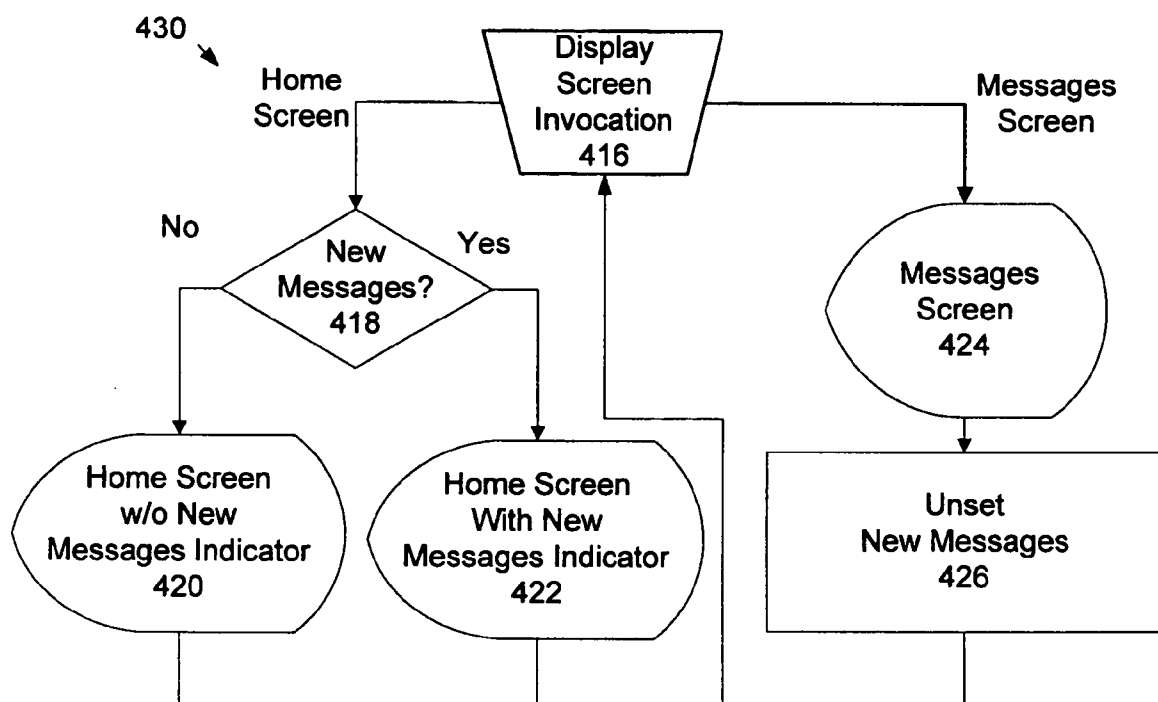 430
Display
Screen
Invocation
416
Home
Screen
Messages
Screen
No
Yes
New
Messages?
418
Messages
Screen
424
Home Screen
w/o New
Messages Indicator
420
Home Screen
With New
Messages Indicator
422
Unset
New Messages
426